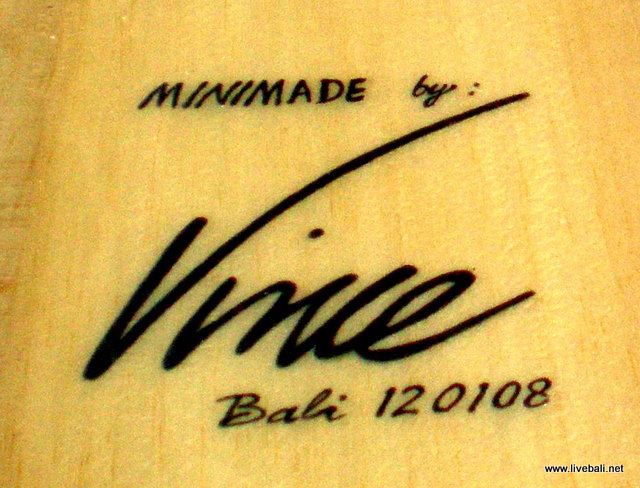 MINIMADE by:
Vince
Bali 120108
www.livebali.net